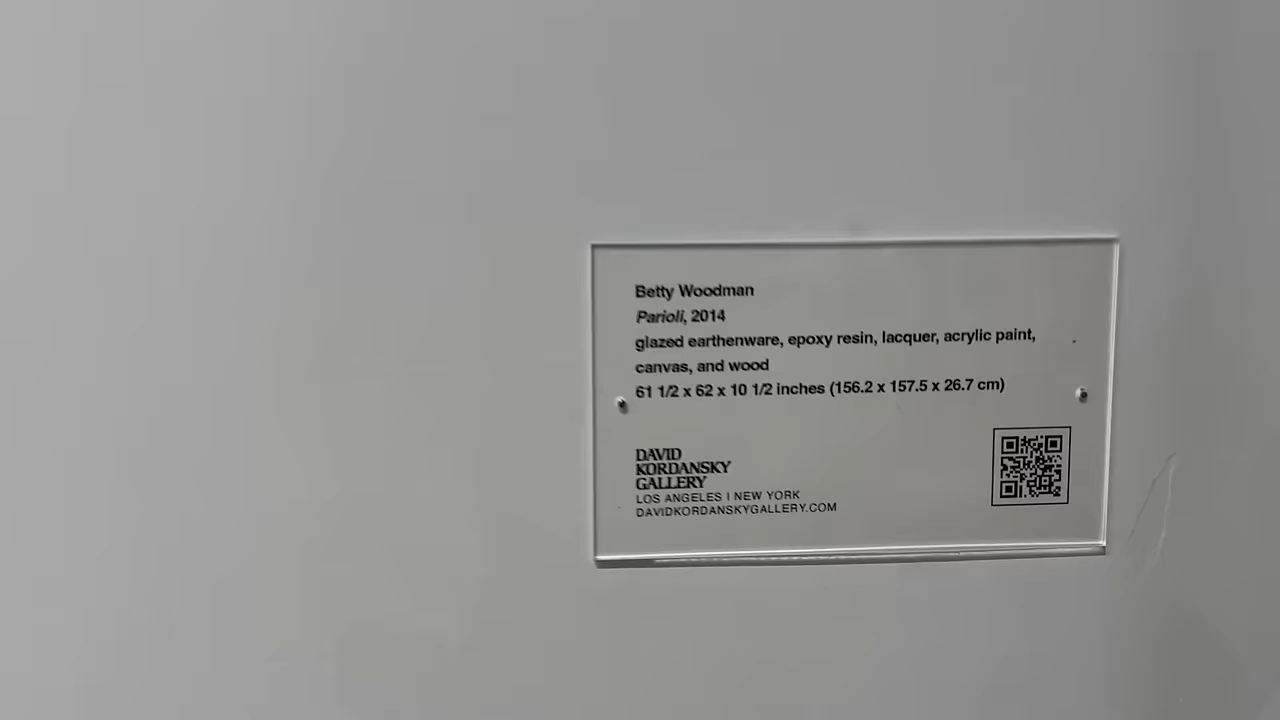 Betty Woodman
Parioli, 2014
glazed earthenware, epoxy resin, lacquer, acrylic paint,
canvas, and wood
61 1/2 x 62 x 10 1/2 inches (156.2 x 157.5 x 26.7 cm)
DAVID
KORDANSKY
GALLERY
LOS ANGELES | NEW YORK
DAVIDKORDANSKYGALLERY.COM